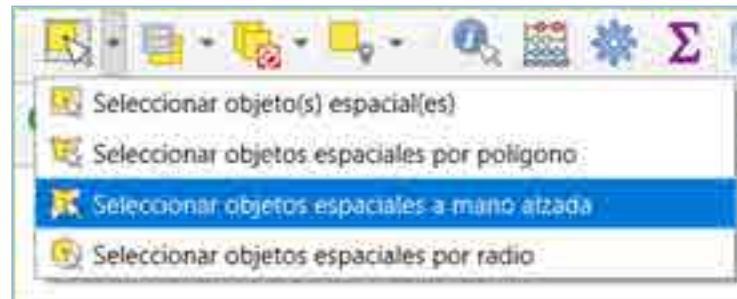 Seleccionar objeto(s) espacial(es)
Seleccionar objetos espaciales por polígono
Seleccionar objetos espaciales a mano alzada
Seleccionar objetos espaciales por radio